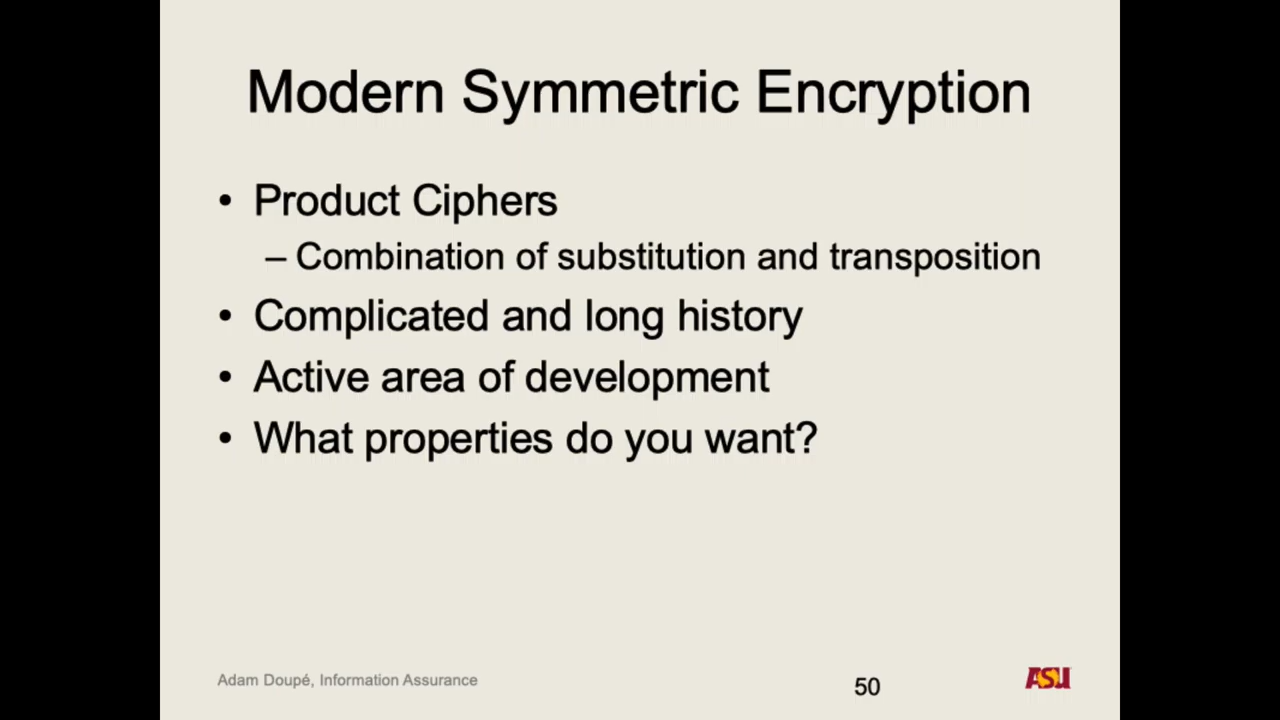 Modern Symmetric Encryption
• Product Ciphers
– Combination of substitution and transposition
• Complicated and long history
• Active area of development
• What properties do you want?
Adam Doupé, Information Assurance
50
ASU